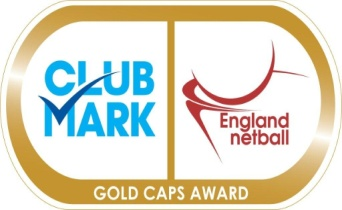 CLUB
MARK
England
netball
GOLD CAPS AWARD